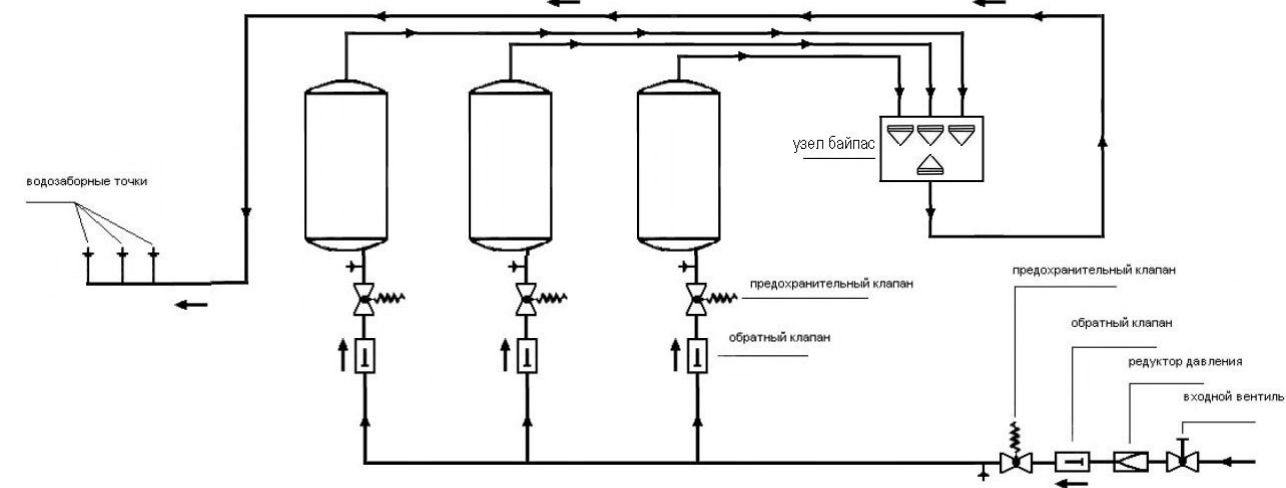 узел байпас
водозаборные точки
предохранительный клапан
предохранительный клапан
обратный клапан
обратный клапан
редуктор давления
входной вентиль